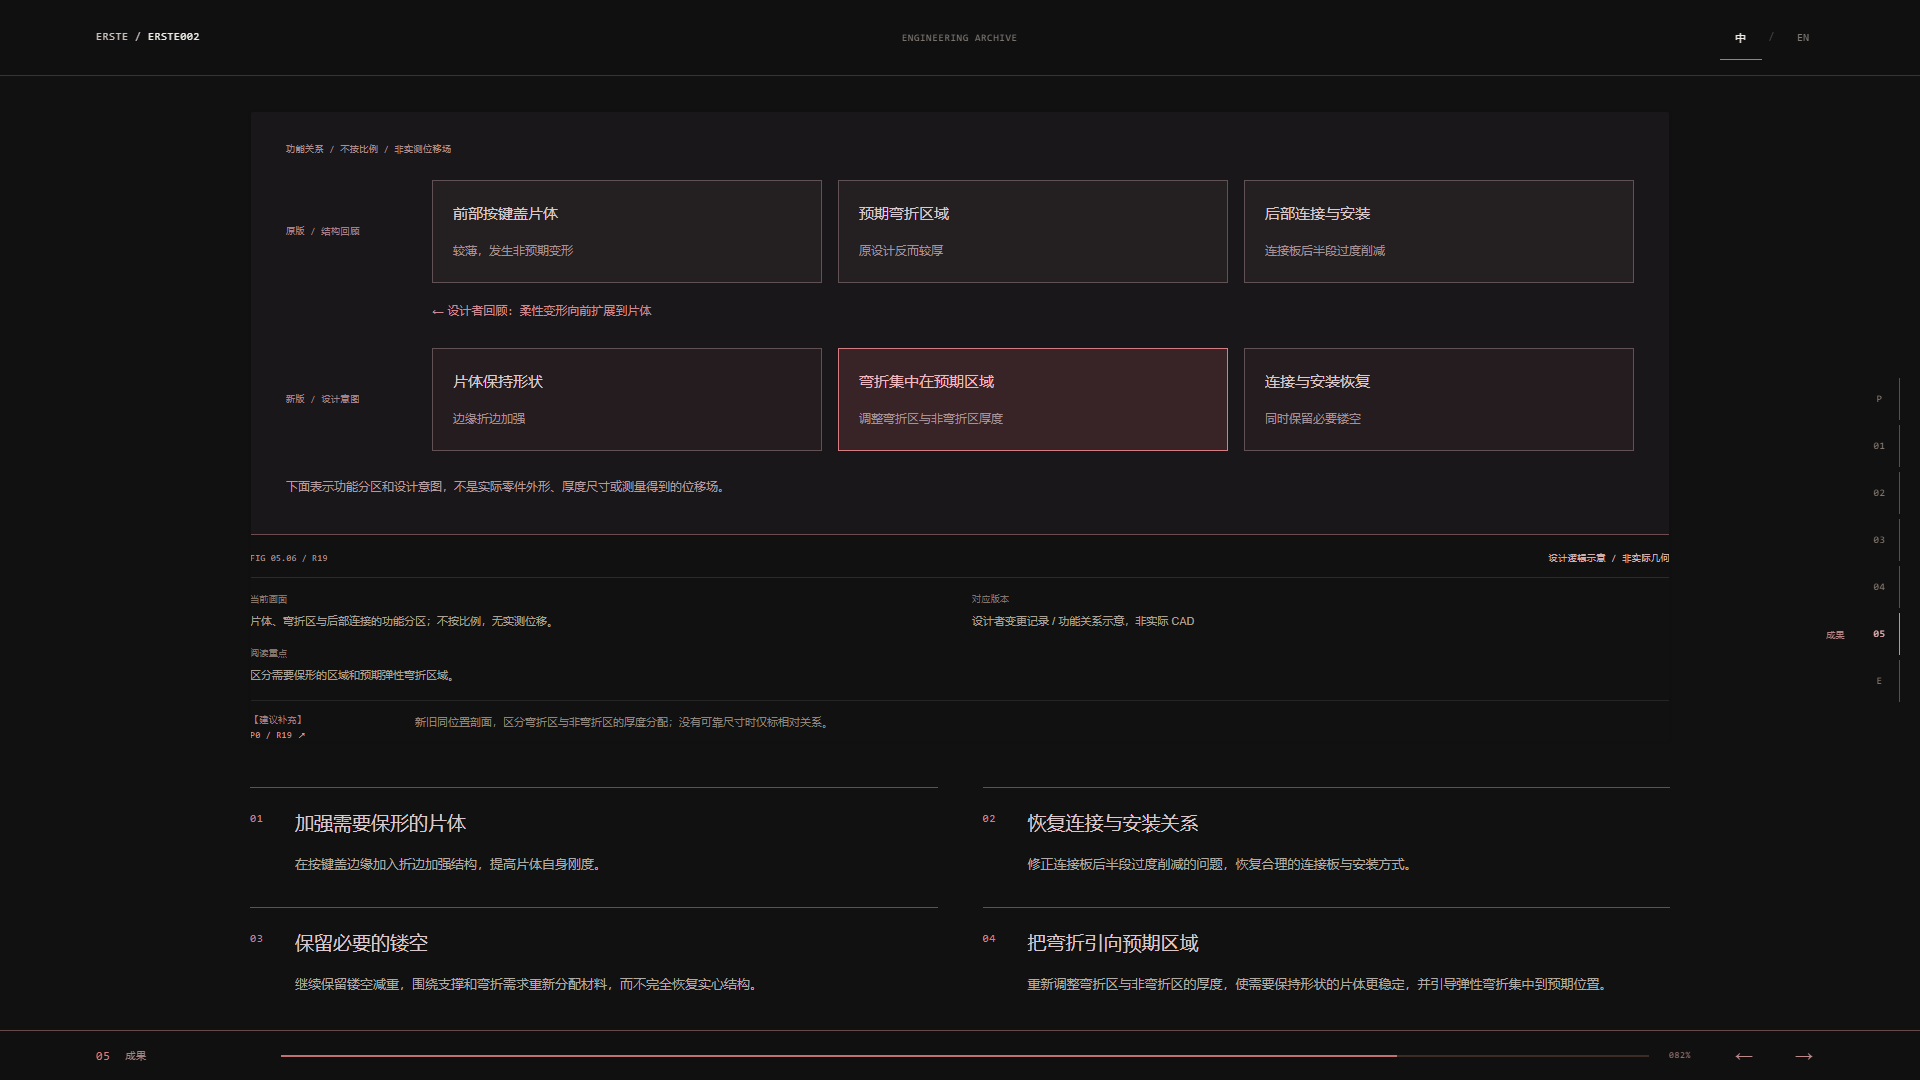 ERSTE / ERSTE002
ENGINEERING ARCHIVE
中 / EN
功能关系 / 不按比例 / 非实测位移场
原版 / 结构回顾
前部按键盖片体
较薄，发生非预期变形
预期弯折区域
原设计反而较厚
后部连接与安装
连接板后半段过度削减
← 设计者回顾：柔性变形向前扩展到片体
新版 / 设计意图
片体保持形状
边缘折边加强
弯折集中在预期区域
调整弯折区与非弯折区厚度
连接与安装恢复
同时保留必要镂空
下面表示功能分区和设计意图，不是实际零件外形、厚度尺寸或测量得到的位移场。
FIG 05.06 / R19
设计逻辑示意 / 非实际几何
当前画面
片体、弯折区与后部连接的功能分区；不按比例，无实测位移。
对应版本
设计者变更记录 / 功能关系示意，非实际 CAD
阅读重点
区分需要保形的区域和预期弹性弯折区域。
【建议补充】
P0 / R19 ↗
新旧同位置剖面，区分弯折区与非弯折区的厚度分配；没有可靠尺寸时仅标相对关系。
01
加强需要保形的片体
在按键盖边缘加入折边加强结构，提高片体自身刚度。
02
恢复连接与安装关系
修正连接板后半段过度削减的问题，恢复合理的连接板与安装方式。
03
保留必要的镂空
继续保留镂空减重，围绕支撑和弯折需求重新分配材料，而不完全恢复实心结构。
04
把弯折引向预期区域
重新调整弯折区与非弯折区的厚度，使需要保持形状的片体更稳定，并引导弹性弯折集中到预期位置。
P
01
02
03
04
成果 05
E
05 成果
082%
← →